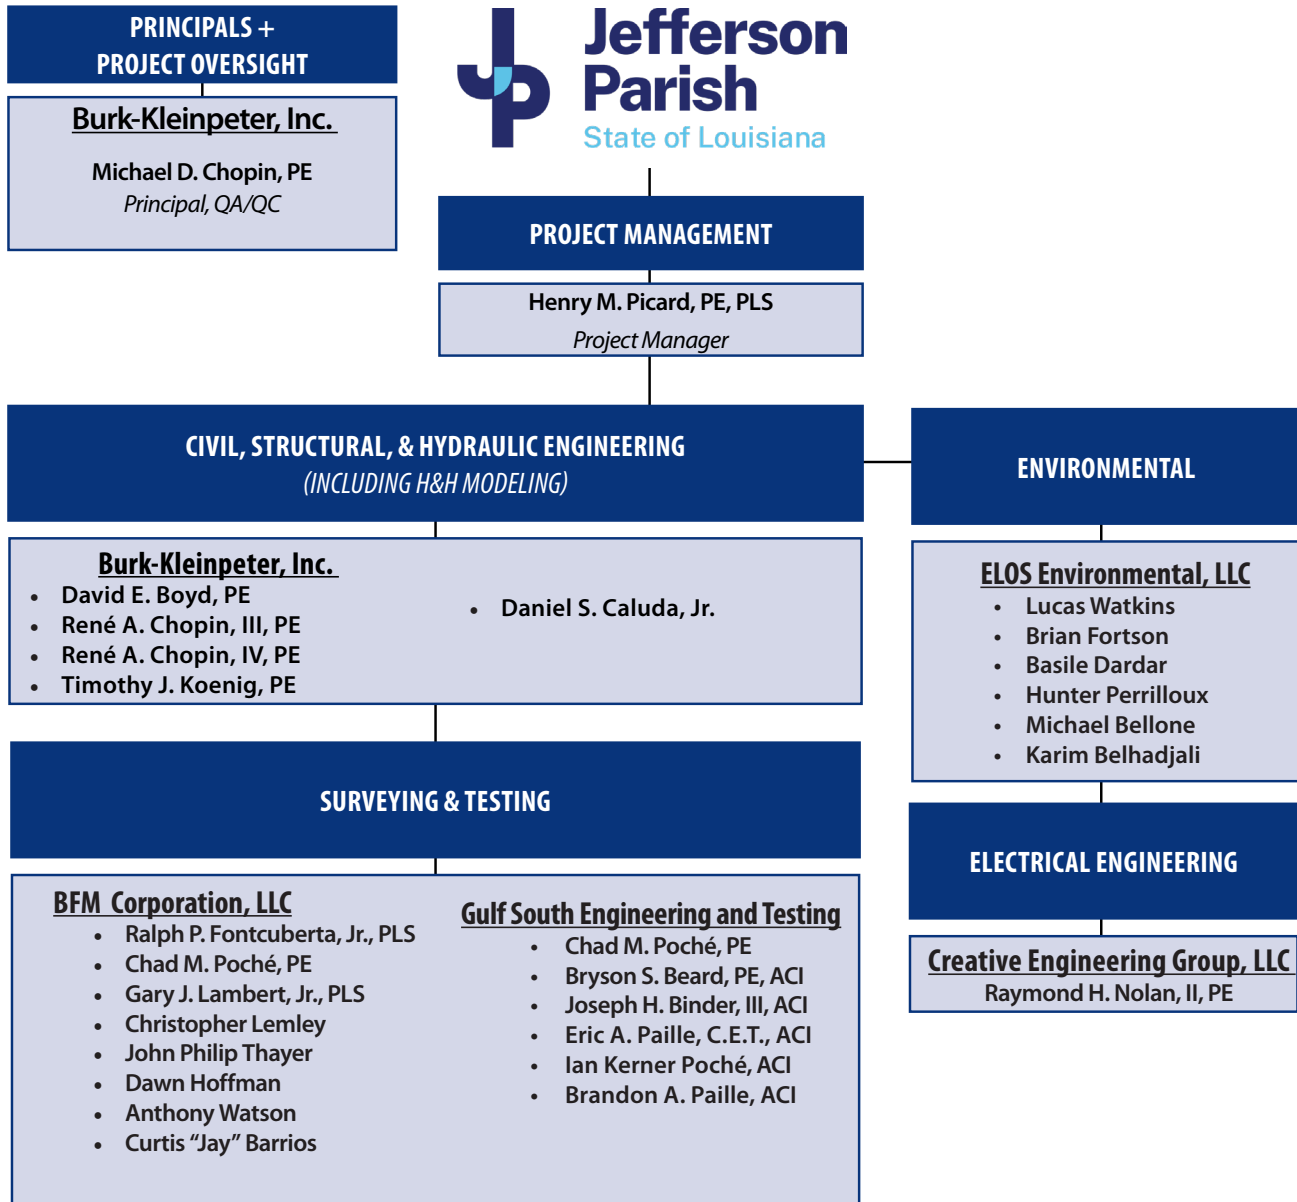 PRINCIPALS +
PROJECT OVERSIGHT
Burk-Kleinpeter, Inc.
Michael D. Chopin, PE
Principal, QA/QC
JP
Jefferson
Parish
State of Louisiana
PROJECT MANAGEMENT
Henry M. Picard, PE, PLS
Project Manager
CIVIL, STRUCTURAL, & HYDRAULIC ENGINEERING
(INCLUDING H&H MODELING)
Burk-Kleinpeter, Inc.
• David E. Boyd, PE
• René A. Chopin, III, PE
• René A. Chopin, IV, PE
• Timothy J. Koenig, PE
• Daniel S. Caluda, Jr.
ENVIRONMENTAL
ELOS Environmental, LLC
• Lucas Watkins
• Brian Fortson
• Basile Dardar
• Hunter Perrilloux
• Michael Bellone
• Karim Belhadjali
SURVEYING & TESTING
BFM Corporation, LLC
• Ralph P. Fontcuberta, Jr., PLS
• Chad M. Poché, PE
• Gary J. Lambert, Jr., PLS
• Christopher Lemley
• John Philip Thayer
• Dawn Hoffman
• Anthony Watson
• Curtis “Jay” Barrios
Gulf South Engineering and Testing
• Chad M. Poché, PE
• Bryson S. Beard, PE, ACI
• Joseph H. Binder, III, ACI
• Eric A. Paille, C.E.T., ACI
• Ian Kerner Poché, ACI
• Brandon A. Paille, ACI
ELECTRICAL ENGINEERING
Creative Engineering Group, LLC
Raymond H. Nolan, II, PE